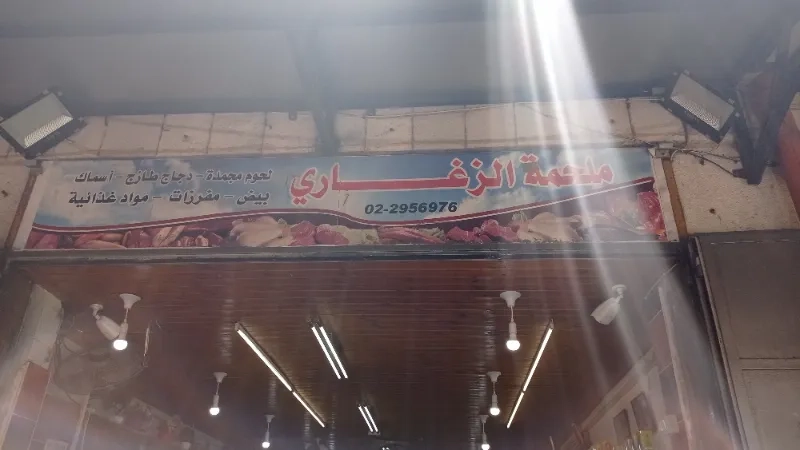 ملحمة الزغاري
02-2956976
لحوم مجمدة - دجاج طازج - أسماك
بيض - مفرزات - مواد غذائية